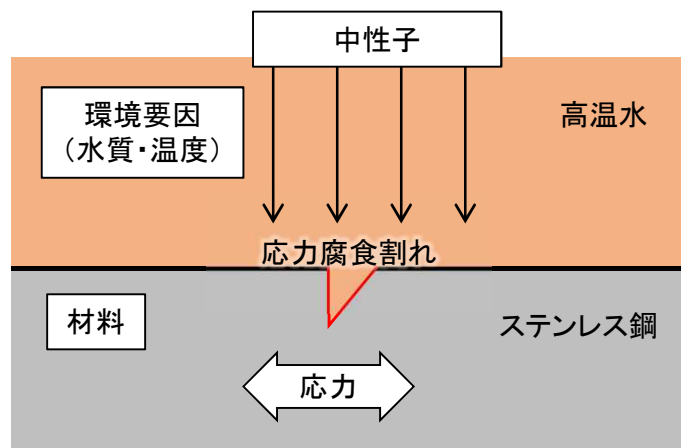 中性子
環境要因
（水質・温度）
高温水
応力腐食割れ
材料
ステンレス鋼
応力